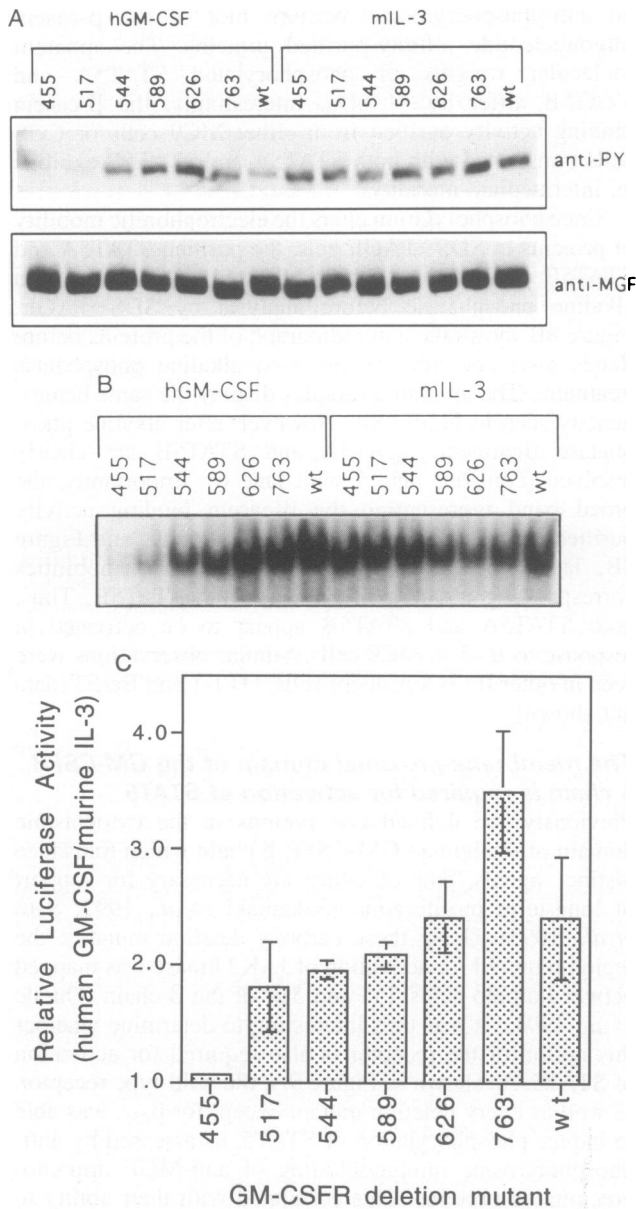 A
hGM-CSF mIL-3
455 517 544 589 626 763 wt 455 517 544 589 626 763 wt
anti-PY
anti-MGF
B
hGM-CSF mIL-3
455 517 544 589 626 763 wt 455 517 544 589 626 763 wt
C
Relative Luciferase Activity
(human GM-CSF/murine IL-3)
4.0
3.0
2.0
1.0
455 517 544 589 626 763 wt
GM-CSFR deletion mutant